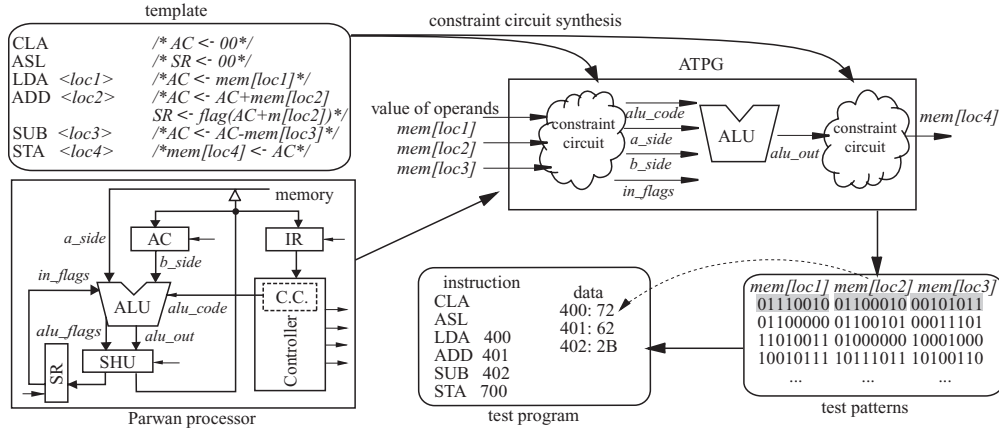 template
CLA /* AC <- 00*/
ASL /* SR <- 00*/
LDA <loc1> /*AC <- mem[loc1]*/
ADD <loc2> /*AC <- AC+mem[loc2]
SR <- flag(AC+m[loc2])*/
SUB <loc3> /*AC <- AC-mem[loc3]*/
STA <loc4> /*mem[loc4] <- AC*/
constraint circuit synthesis
ATPG
value of operands
mem[loc1]
mem[loc2]
mem[loc3]
constraint
circuit
alu_code
a_side
b_side
in_flags
ALU
alu_out
constraint
circuit
mem[loc4]
memory
AC
IR
a_side
b_side
in_flags
ALU
alu_code
C.C.
Controller
alu_flags
alu_out
SHU
SR
Parwan processor
instruction
CLA
ASL
LDA 400
ADD 401
SUB 402
STA 700
data
400: 72
401: 62
402: 2B
test program
mem[loc1] mem[loc2] mem[loc3]
01110010 01100010 00101011
01100000 01100101 00011101
11010011 01000000 10001000
10010111 10111011 10100110
... ... ...
test patterns